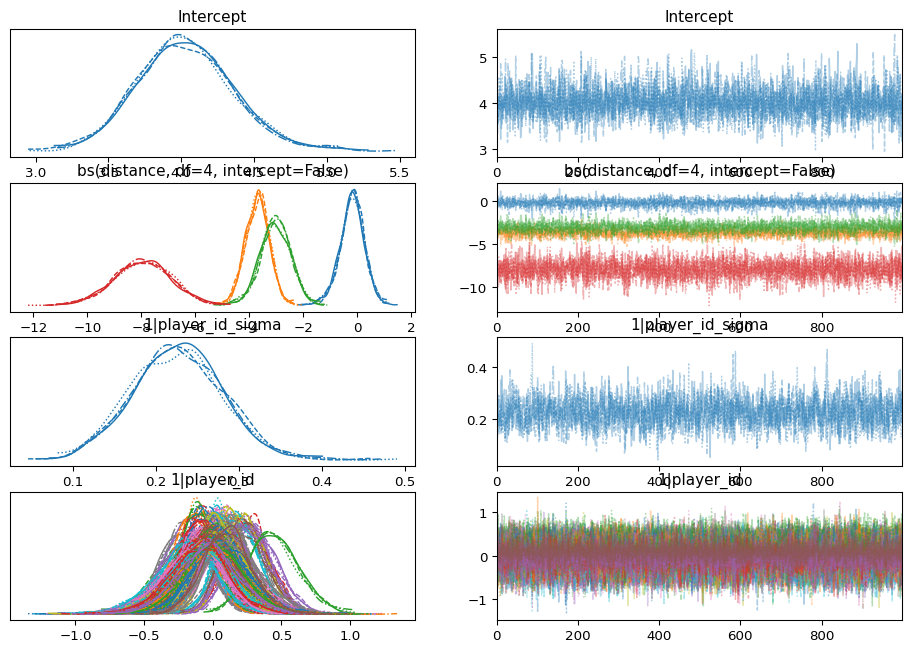 Intercept
Intercept
3.0 3.5 4.0 4.5 5.0 5.5
5
4
3
0 200 400 600 800
bs(distance, df=4, intercept=False)
bs(distance, df=4, intercept=False)
−12 −10 −8 −6 −4 −2 0 2
0
−5
−10
0 200 400 600 800
1|player_id_sigma
1|player_id_sigma
0.1 0.2 0.3 0.4 0.5
0.4
0.2
0 200 400 600 800
1|player_id
1|player_id
−1.0 −0.5 0.0 0.5 1.0
1
0
−1
0 200 400 600 800